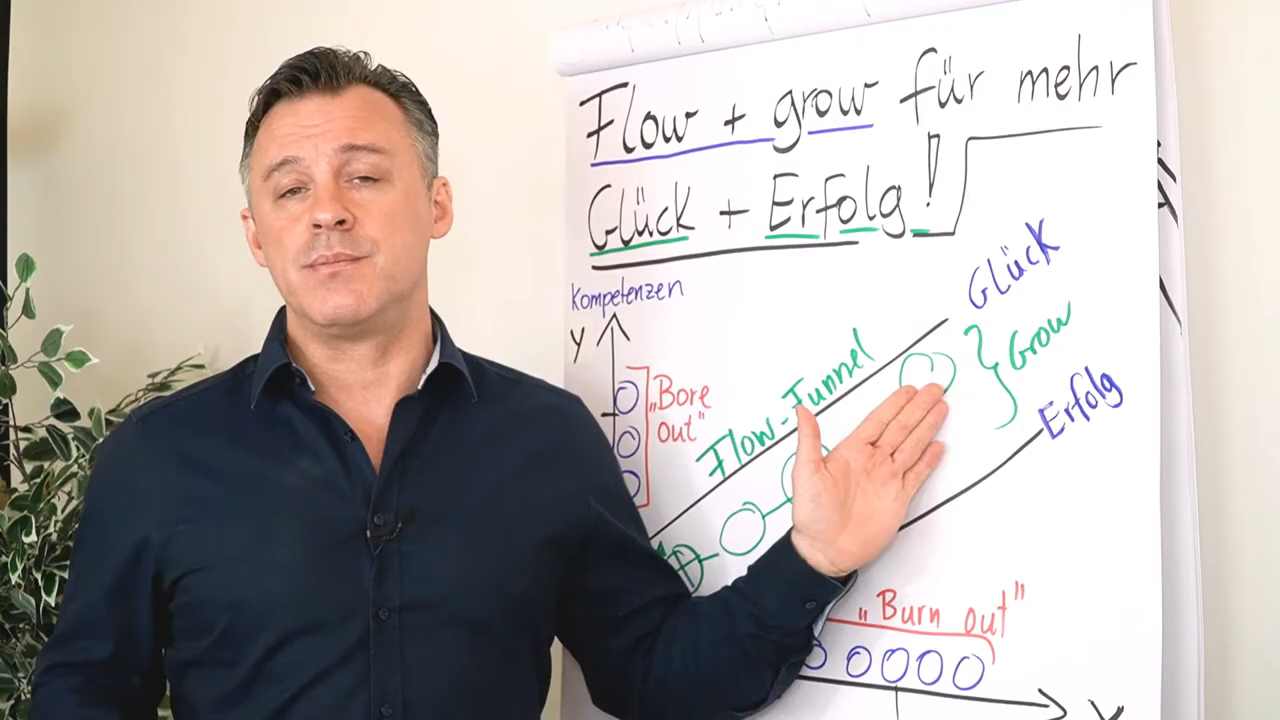 Flow + grow für mehr
Glück + Erfolg!
Kompetenzen
Y
Glück
Grow
Erfolg
Flow-Tunnel
„Bore
out"
„Burn out"